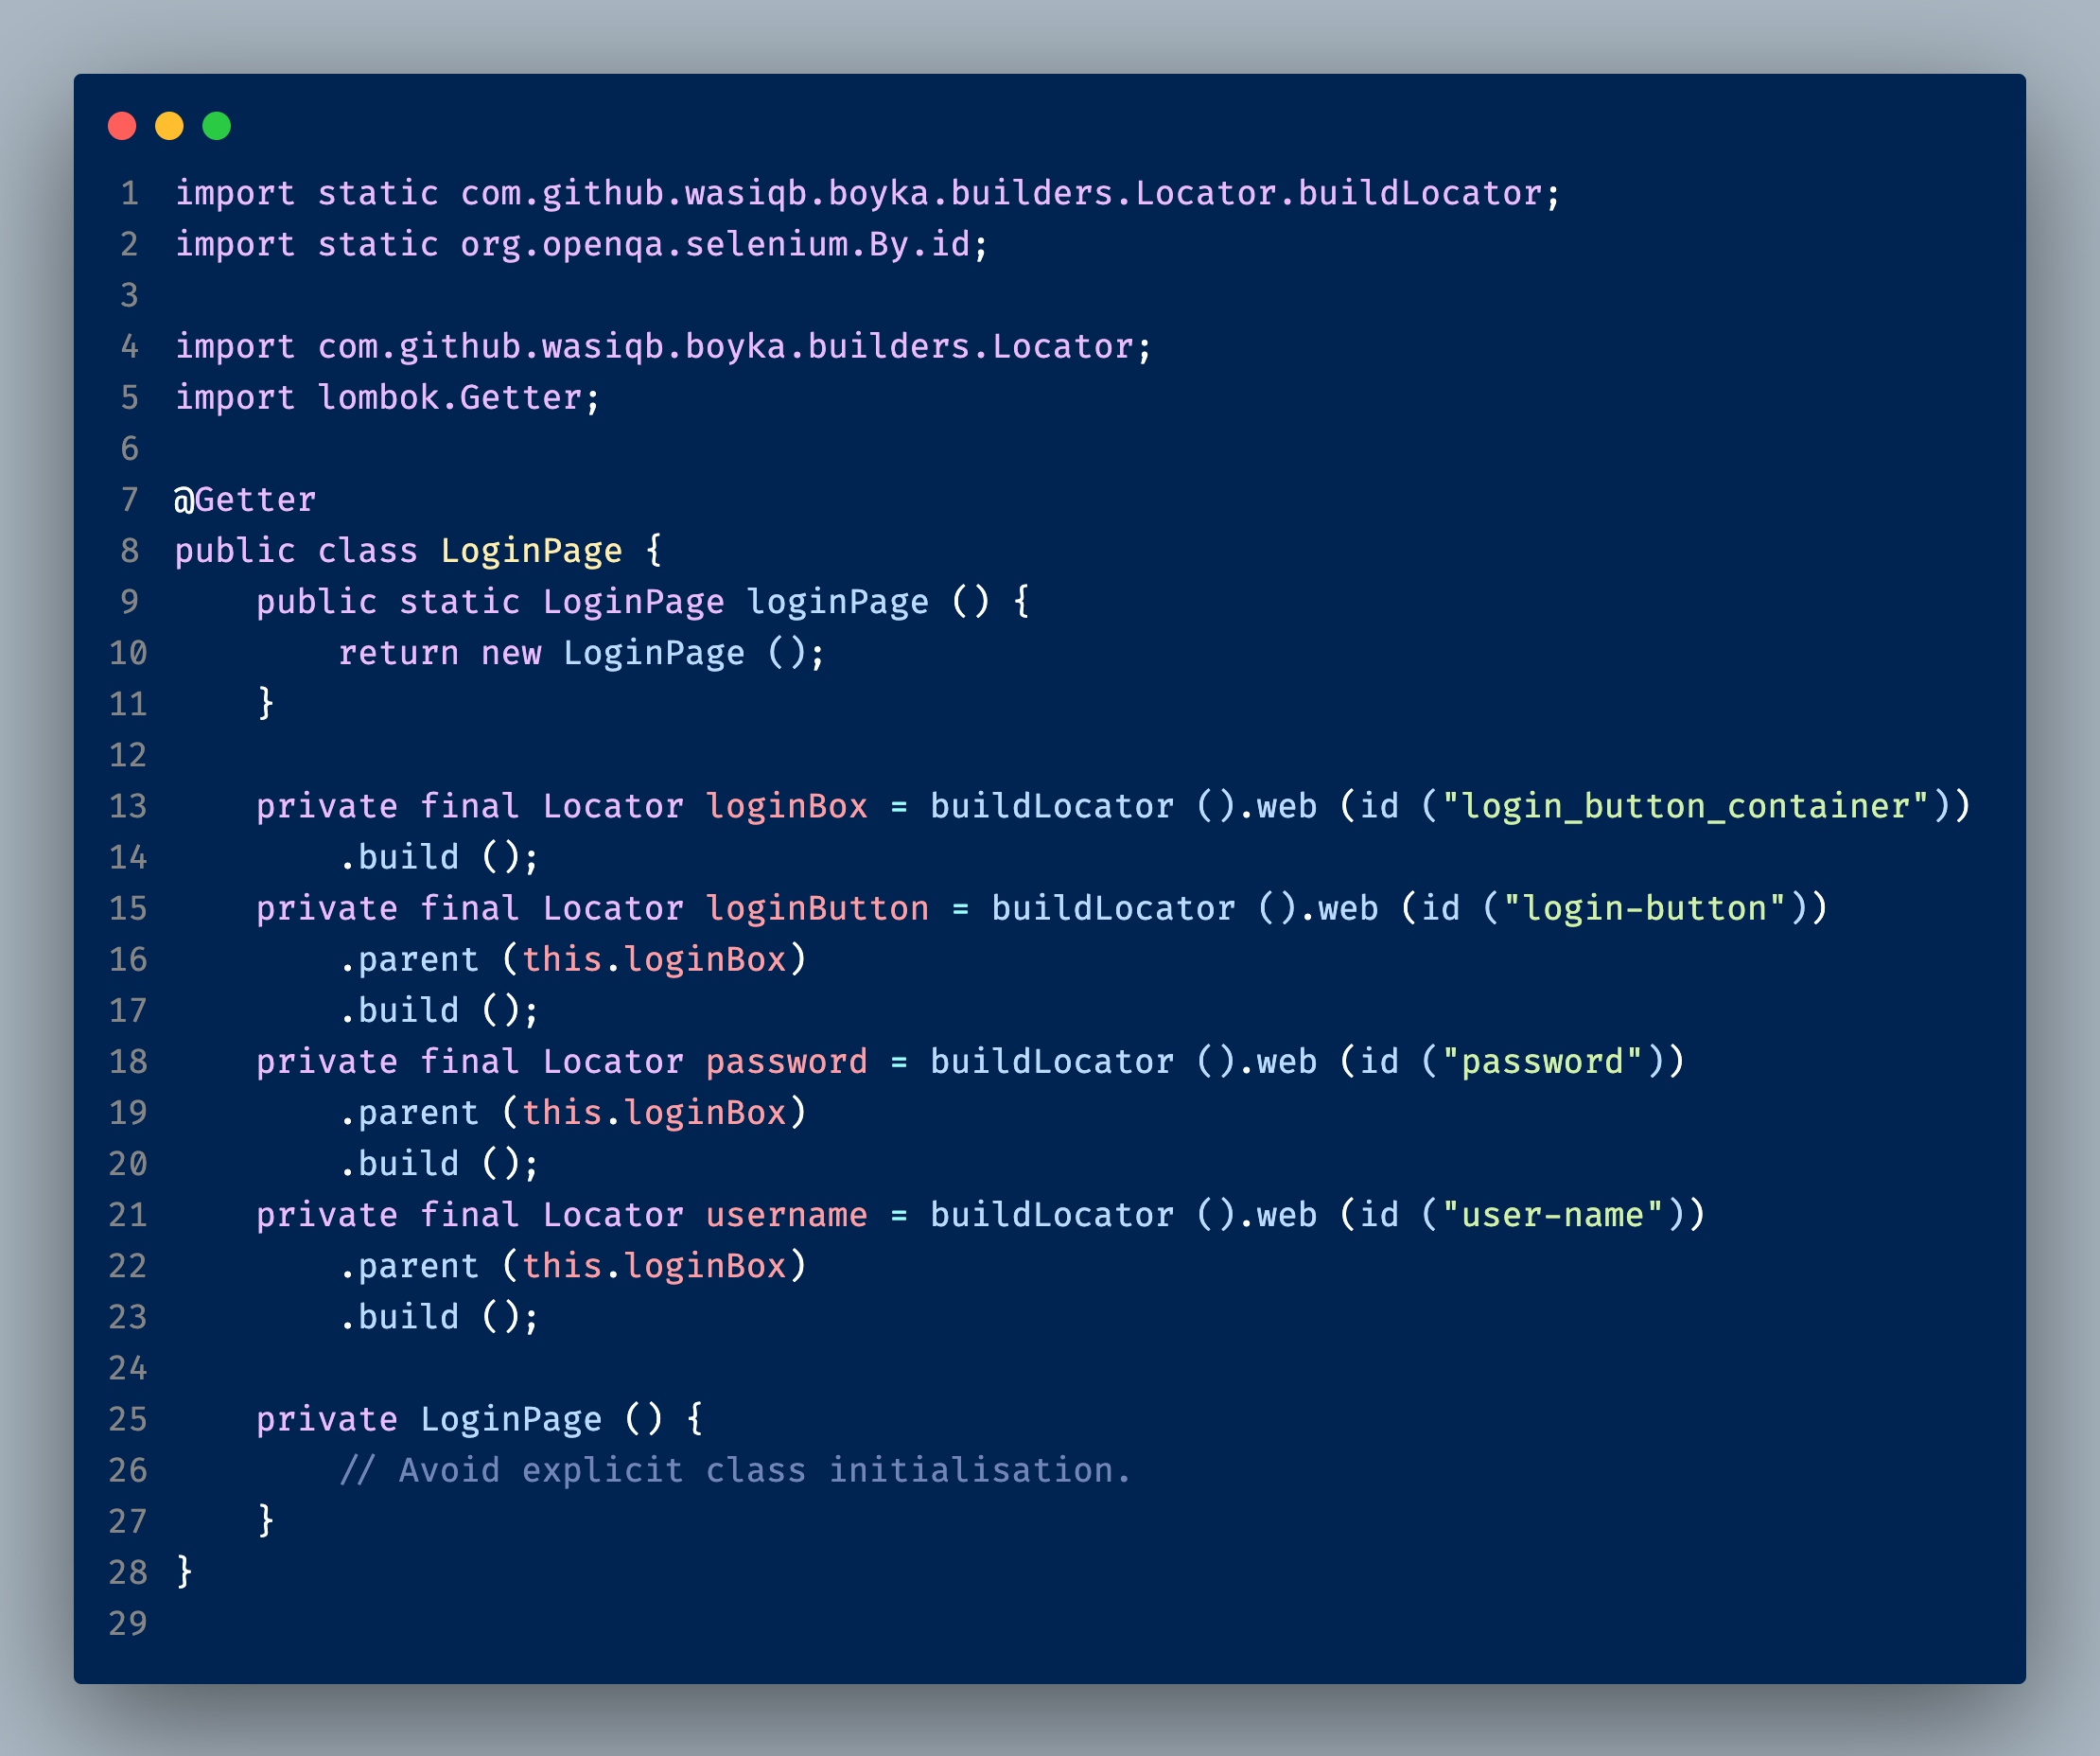 1 import static com.github.wasiqb.boyka.builders.Locator.buildLocator;
2 import static org.openqa.selenium.By.id;
3
4 import com.github.wasiqb.boyka.builders.Locator;
5 import lombok.Getter;
6
7 @Getter
8 public class LoginPage {
9     public static LoginPage loginPage () {
10         return new LoginPage ();
11     }
12
13     private final Locator loginBox = buildLocator ().web (id ("login_button_container"))
14         .build ();
15     private final Locator loginButton = buildLocator ().web (id ("login-button"))
16         .parent (this.loginBox)
17         .build ();
18     private final Locator password = buildLocator ().web (id ("password"))
19         .parent (this.loginBox)
20         .build ();
21     private final Locator username = buildLocator ().web (id ("user-name"))
22         .parent (this.loginBox)
23         .build ();
24
25     private LoginPage () {
26         // Avoid explicit class initialisation.
27     }
28 }
29